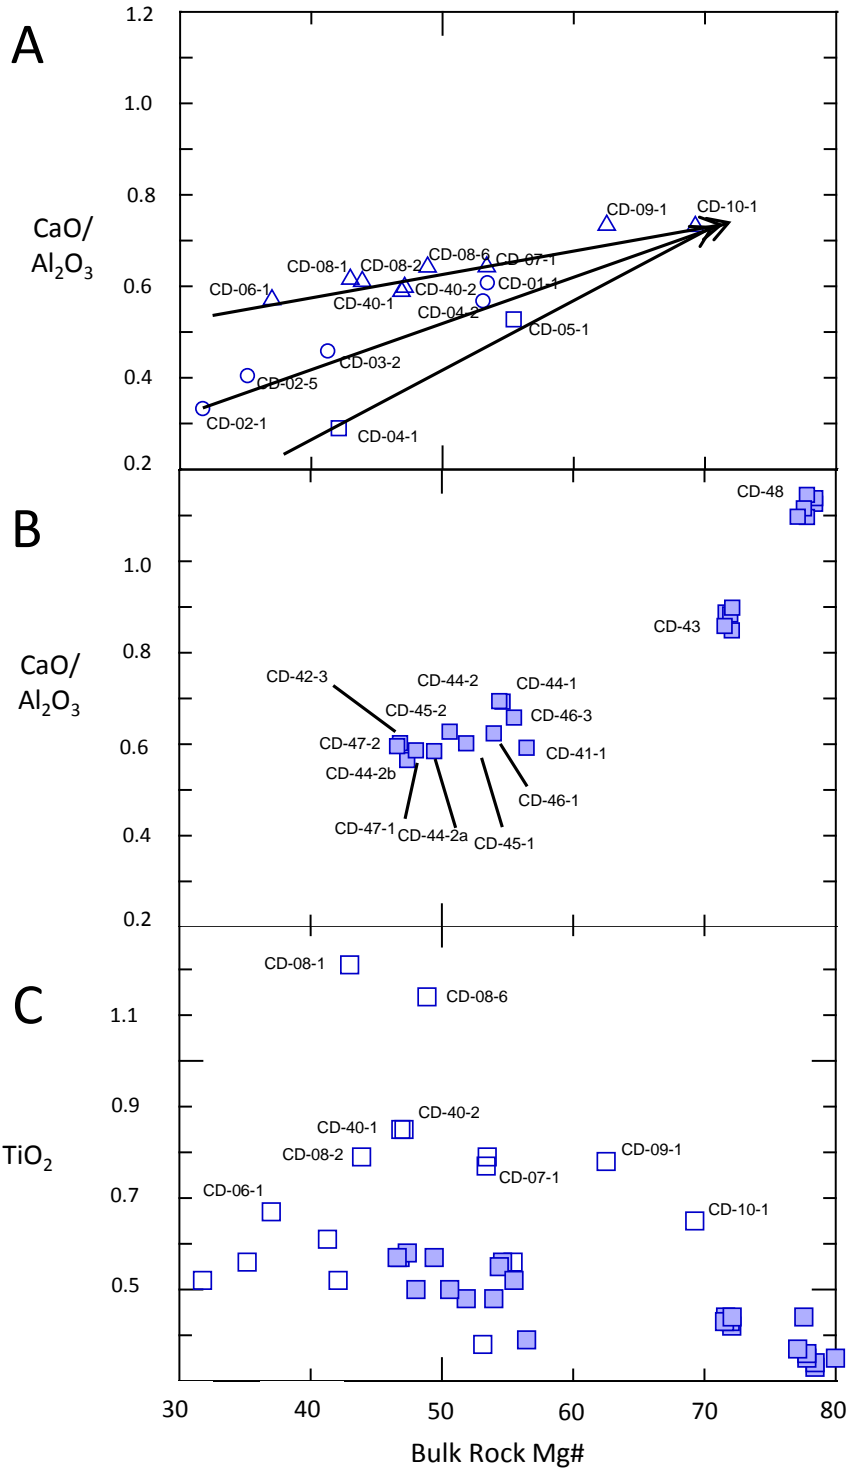 A
1.2
1.0
0.8
CaO/
Al2O3
0.6
0.4
0.2
CD-09-1
CD-10-1
CD-08-6
CD-07-1
CD-08-1
CD-08-2
CD-06-1
CD-40-1
CD-40-2
CD-01-1
CD-04-2
CD-05-1
CD-03-2
CD-02-5
CD-02-1
CD-04-1
B
1.0
0.8
CaO/
Al2O3
0.6
0.4
0.2
CD-48
CD-43
CD-42-3
CD-44-2
CD-44-1
CD-45-2
CD-46-3
CD-47-2
CD-41-1
CD-44-2b
CD-46-1
CD-47-1
CD-44-2a
CD-45-1
C
1.1
0.9
TiO2
0.7
0.5
CD-08-1
CD-08-6
CD-40-1
CD-40-2
CD-08-2
CD-09-1
CD-07-1
CD-06-1
CD-10-1
30 40 50 60 70 80
Bulk Rock Mg#